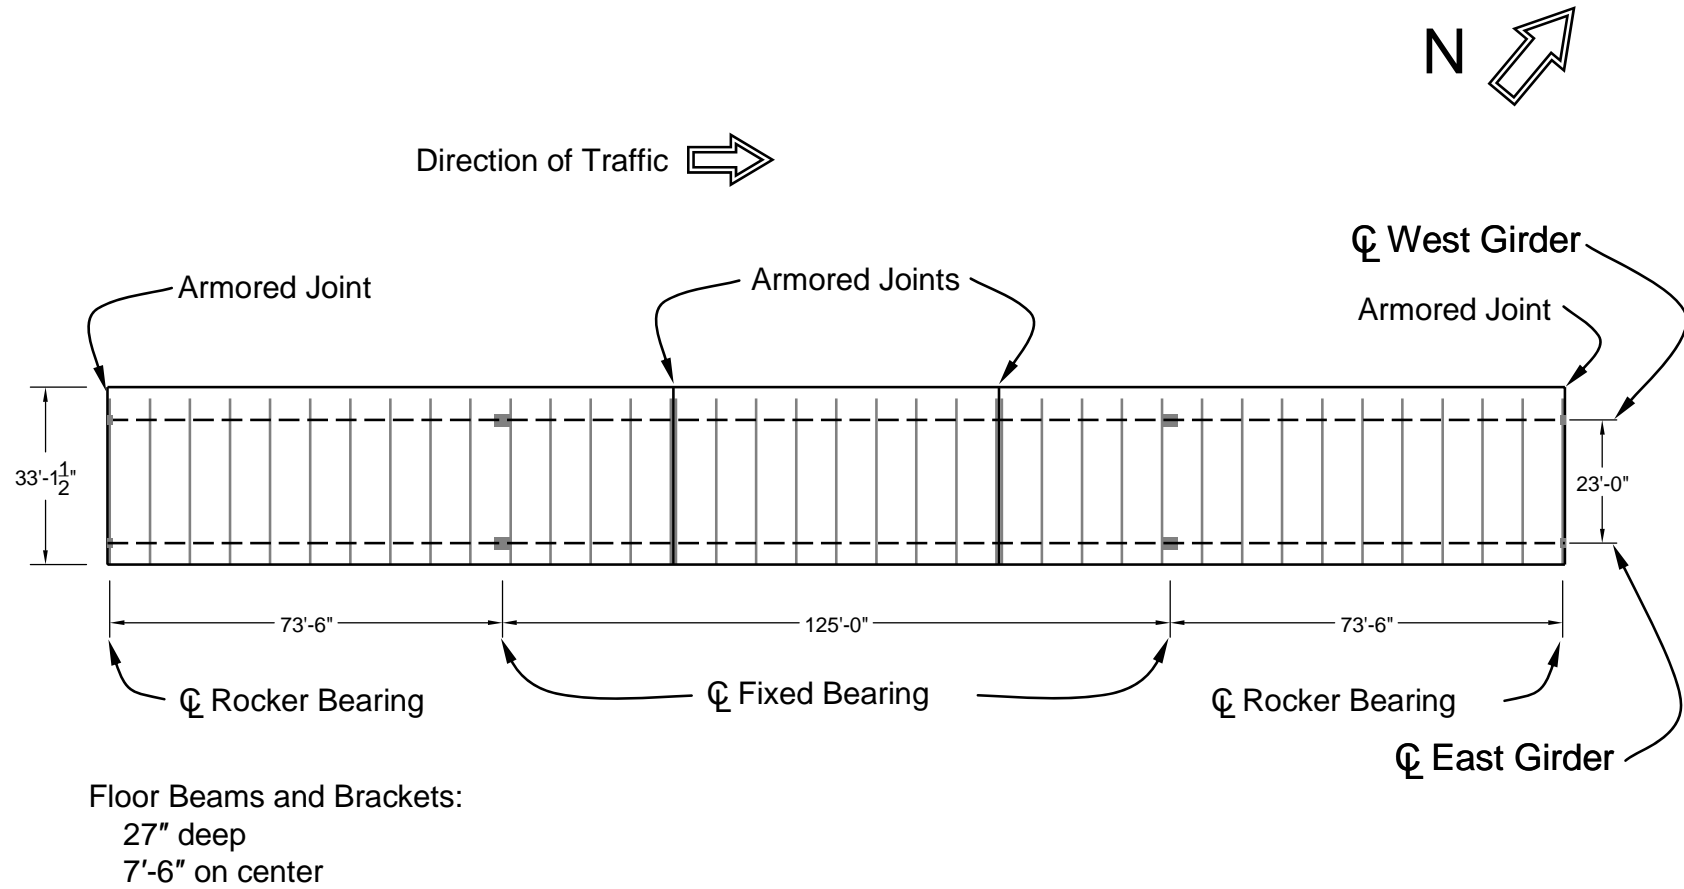 N
Direction of Traffic
℄ West Girder
Armored Joint
Armored Joints
Armored Joint
33'-1½"
23'-0"
73'-6"
125'-0"
73'-6"
℄ Rocker Bearing
℄ Fixed Bearing
℄ Rocker Bearing
℄ East Girder
Floor Beams and Brackets:
27″ deep
7′-6″ on center